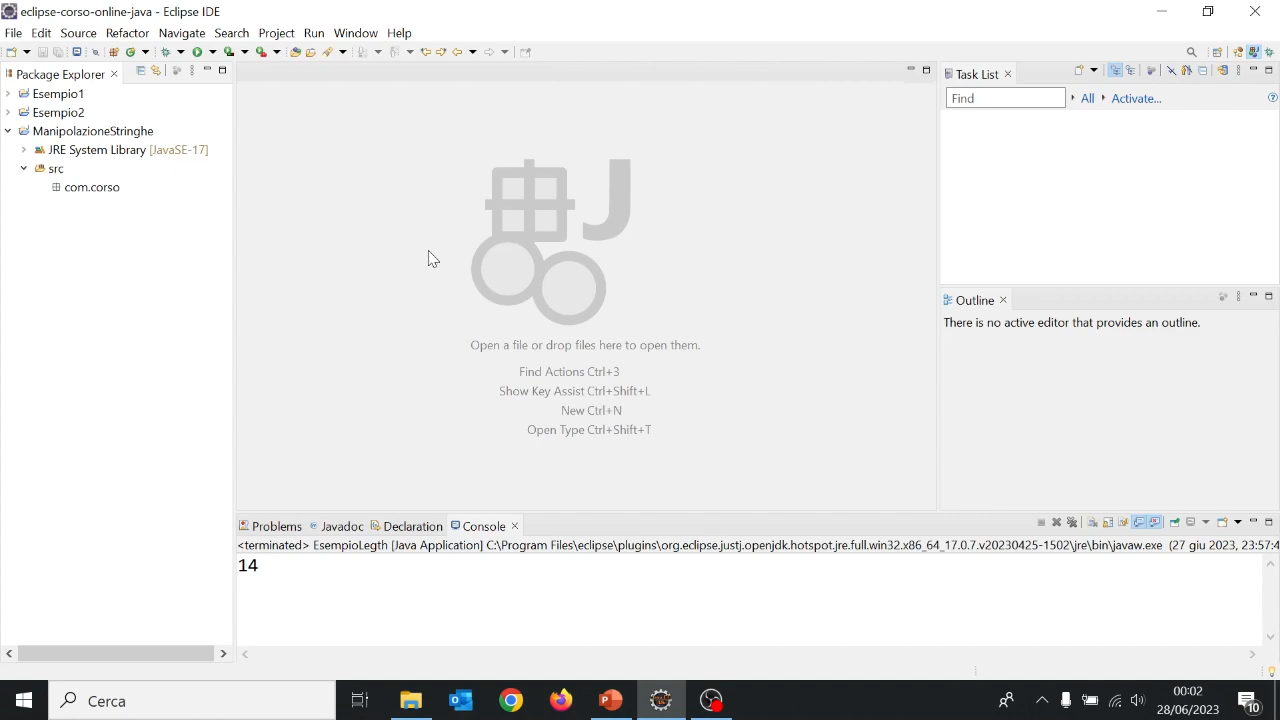 eclipse-corso-online-java - Eclipse IDE
File Edit Source Refactor Navigate Search Project Run Window Help
Package Explorer
Esempio1
Esempio2
ManipolazioneStringhe
JRE System Library [JavaSE-17]
src
com.corso
Open a file or drop files here to open them.
Find Actions Ctrl+3
Show Key Assist Ctrl+Shift+L
New Ctrl+N
Open Type Ctrl+Shift+T
Task List
Find All Activate...
Outline
There is no active editor that provides an outline.
Problems Javadoc Declaration Console
<terminated> EsempioLegth [Java Application] C:\Program Files\eclipse\plugins\org.eclipse.justj.openjdk.hotspot.jre.full.win32.x86_64_17.0.7.v20230425-1502\jre\bin\javaw.exe (27 giu 2023, 23:57:4
14
Cerca
00:02
28/06/2023
10